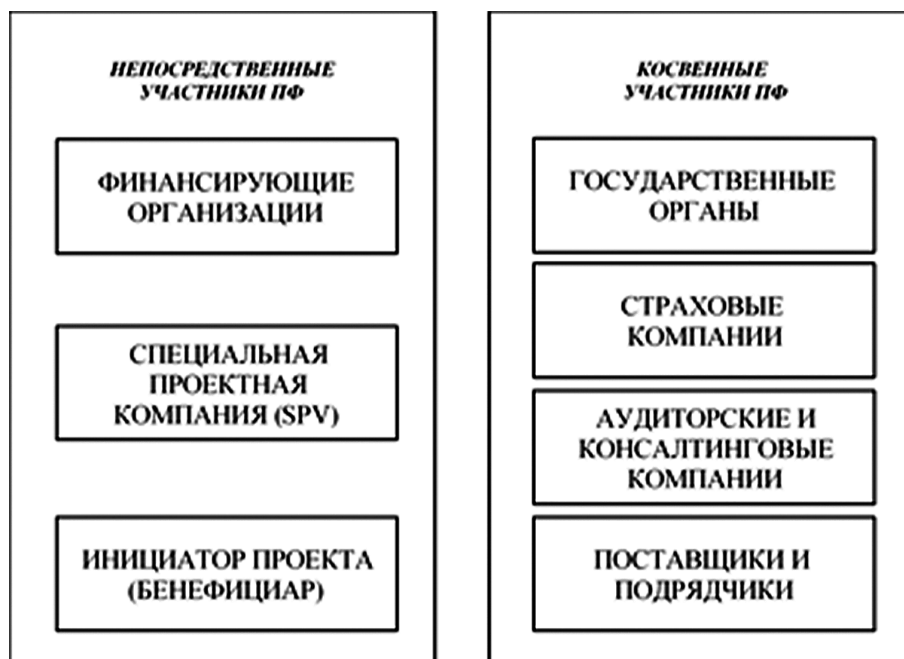 НЕПОСРЕДСТВЕННЫЕ
УЧАСТНИКИ ПФ
ФИНАНСИРУЮЩИЕ
ОРГАНИЗАЦИИ
СПЕЦИАЛЬНАЯ
ПРОЕКТНАЯ
КОМПАНИЯ (SPV)
ИНИЦИАТОР ПРОЕКТА
(БЕНЕФИЦИАР)
КОСВЕННЫЕ
УЧАСТНИКИ ПФ
ГОСУДАРСТВЕННЫЕ
ОРГАНЫ
СТРАХОВЫЕ
КОМПАНИИ
АУДИТОРСКИЕ И
КОНСАЛТИНГОВЫЕ
КОМПАНИИ
ПОСТАВЩИКИ И
ПОДРЯДЧИКИ